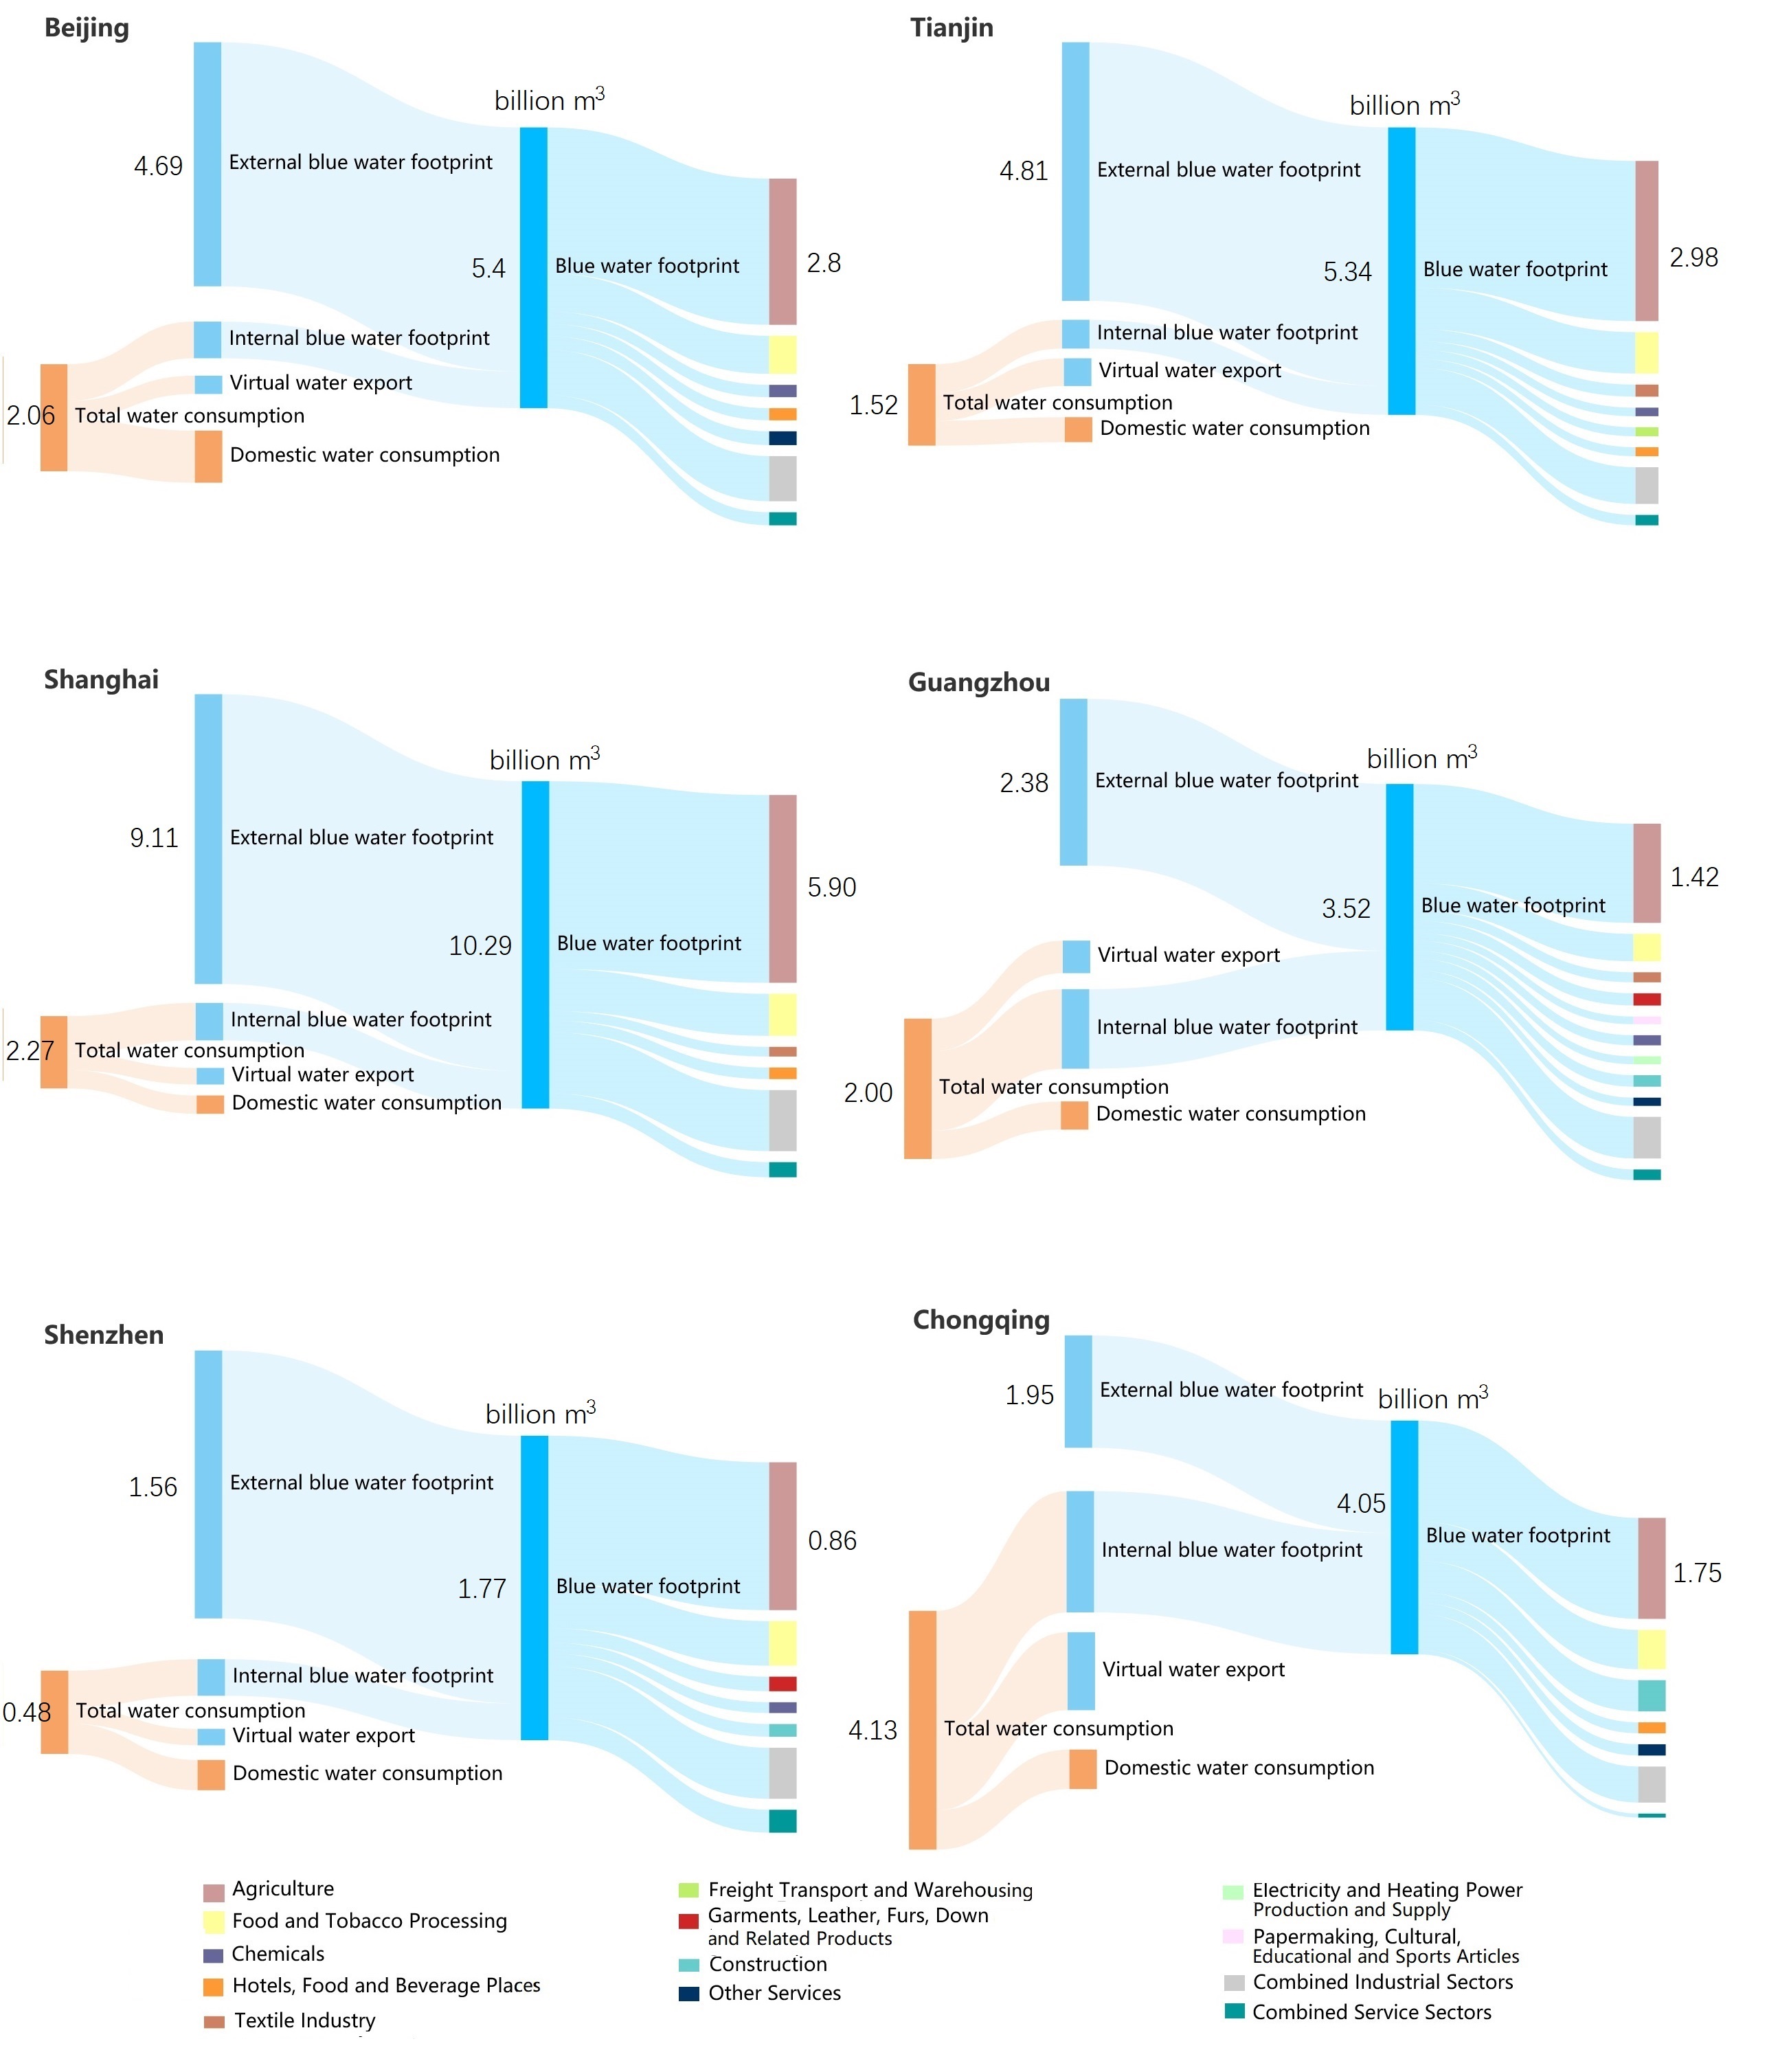 Beijing
billion m³
4.69
External blue water footprint
5.4
Blue water footprint
2.8
Internal blue water footprint
Virtual water export
2.06
Total water consumption
Domestic water consumption
Tianjin
billion m³
4.81
External blue water footprint
5.34
Blue water footprint
2.98
Internal blue water footprint
Virtual water export
1.52
Total water consumption
Domestic water consumption
Shanghai
billion m³
9.11
External blue water footprint
5.90
10.29
Blue water footprint
Internal blue water footprint
2.27
Total water consumption
Virtual water export
Domestic water consumption
Guangzhou
billion m³
2.38
External blue water footprint
1.42
3.52
Blue water footprint
Virtual water export
Internal blue water footprint
2.00
Total water consumption
Domestic water consumption
Shenzhen
billion m³
1.56
External blue water footprint
0.86
1.77
Blue water footprint
Internal blue water footprint
0.48
Total water consumption
Virtual water export
Domestic water consumption
Chongqing
1.95
External blue water footprint
billion m³
4.05
Blue water footprint
Internal blue water footprint
1.75
Virtual water export
4.13
Total water consumption
Domestic water consumption
Agriculture
Food and Tobacco Processing
Chemicals
Hotels, Food and Beverage Places
Textile Industry
Freight Transport and Warehousing
Garments, Leather, Furs, Down
and Related Products
Construction
Other Services
Electricity and Heating Power
Production and Supply
Papermaking, Cultural,
Educational and Sports Articles
Combined Industrial Sectors
Combined Service Sectors